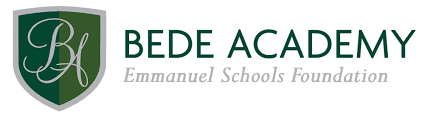 BA
BEDE ACADEMY
Emmanuel Schools Foundation